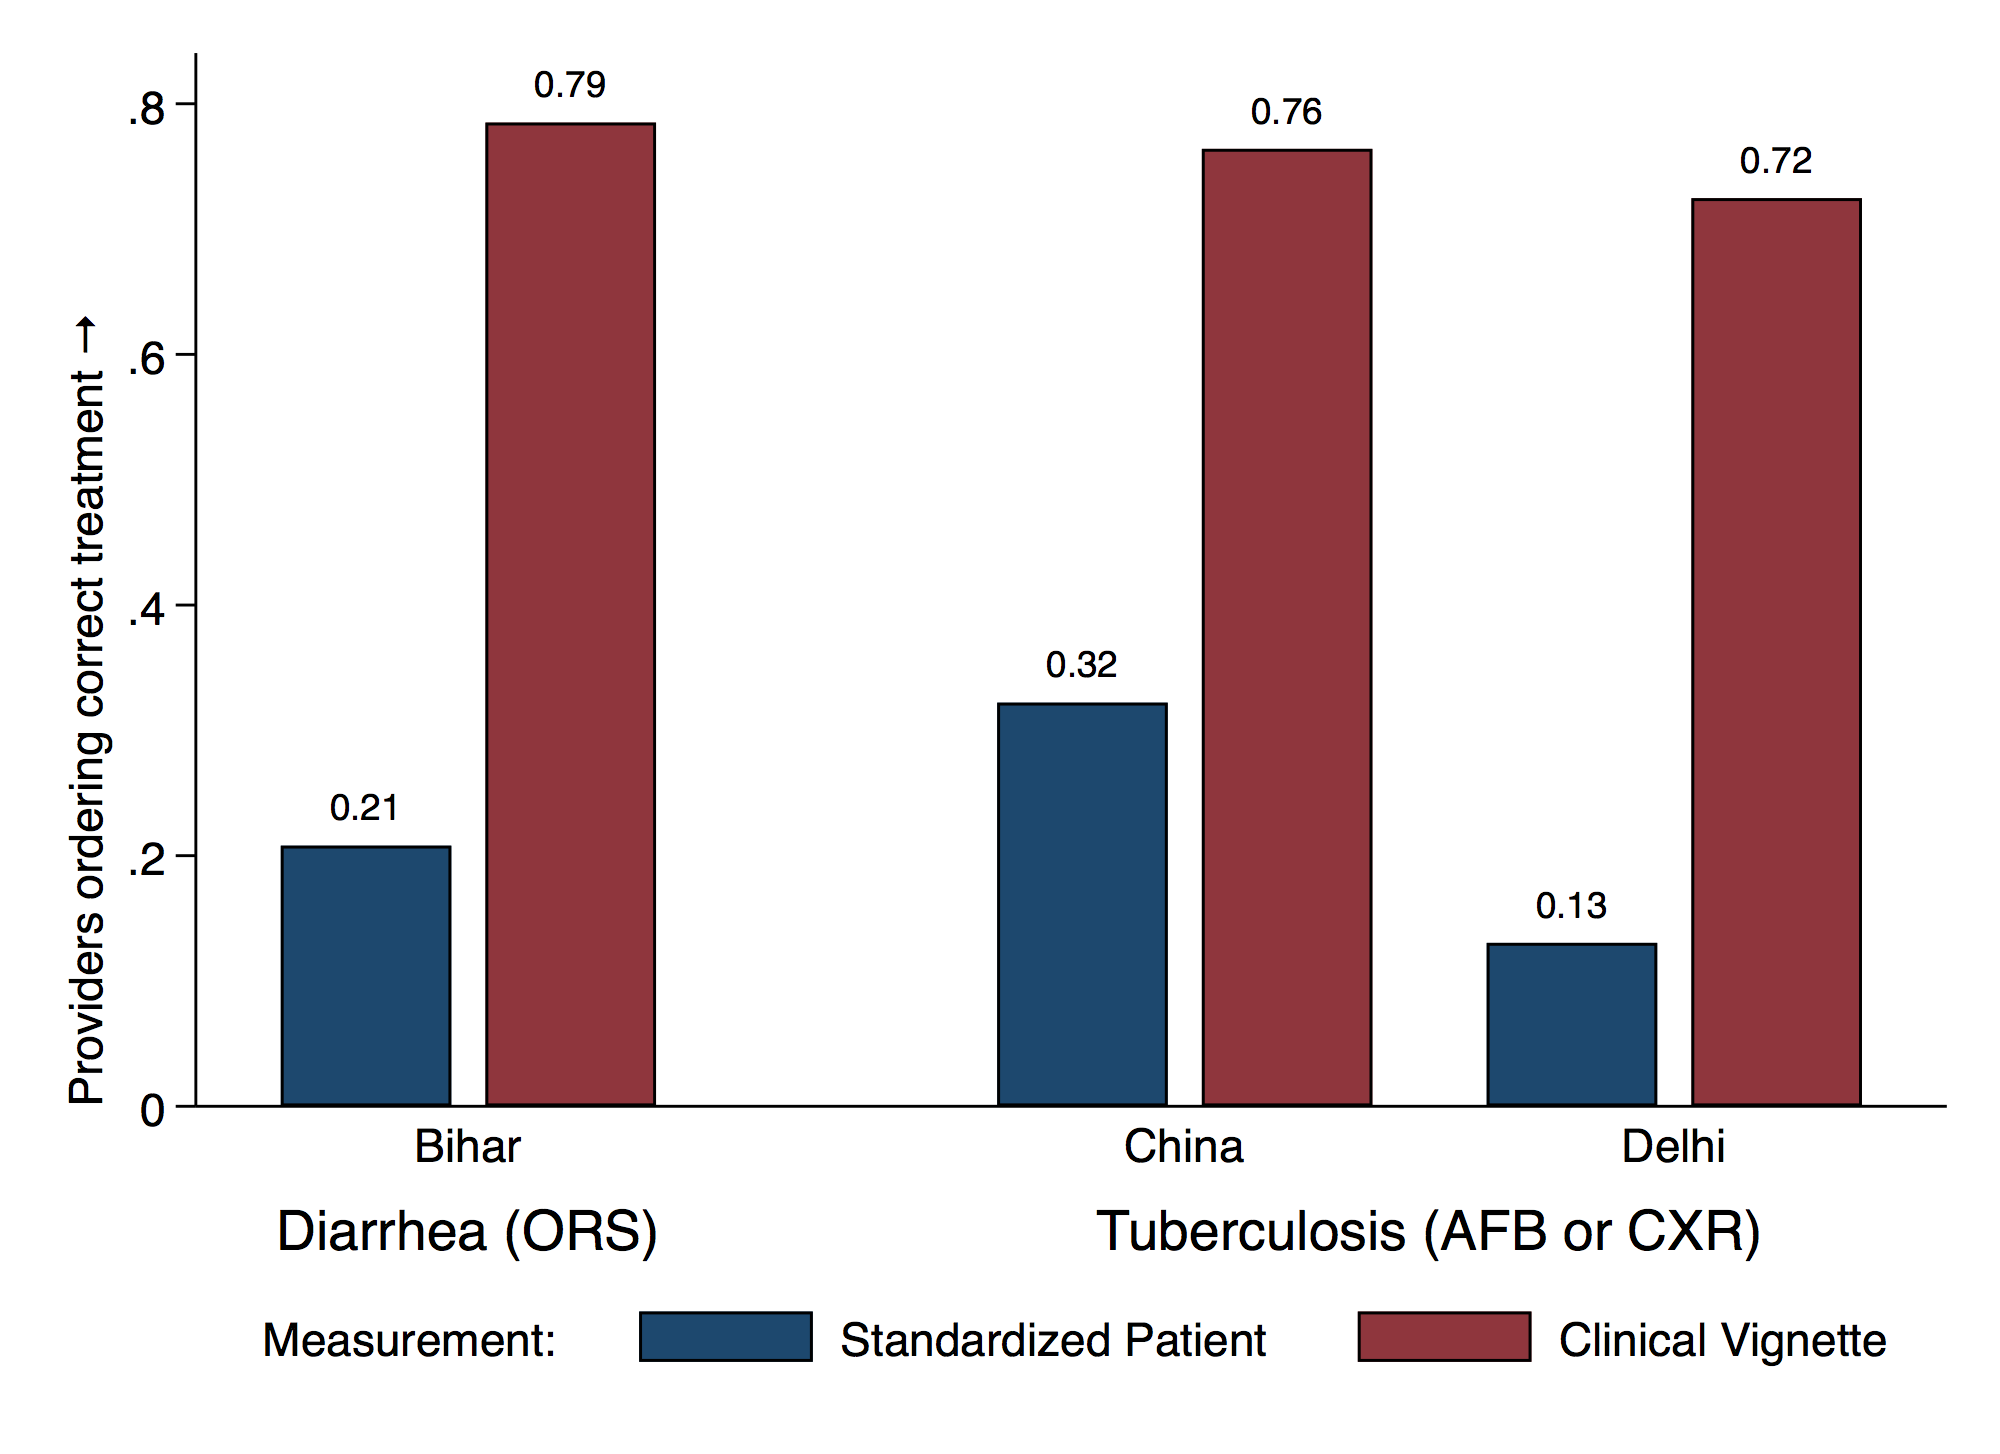 Providers ordering correct treatment →
.8
.6
.4
.2
0
0.21
0.79
0.32
0.76
0.13
0.72
Bihar
China
Delhi
Diarrhea (ORS)
Tuberculosis (AFB or CXR)
Measurement:
Standardized Patient
Clinical Vignette